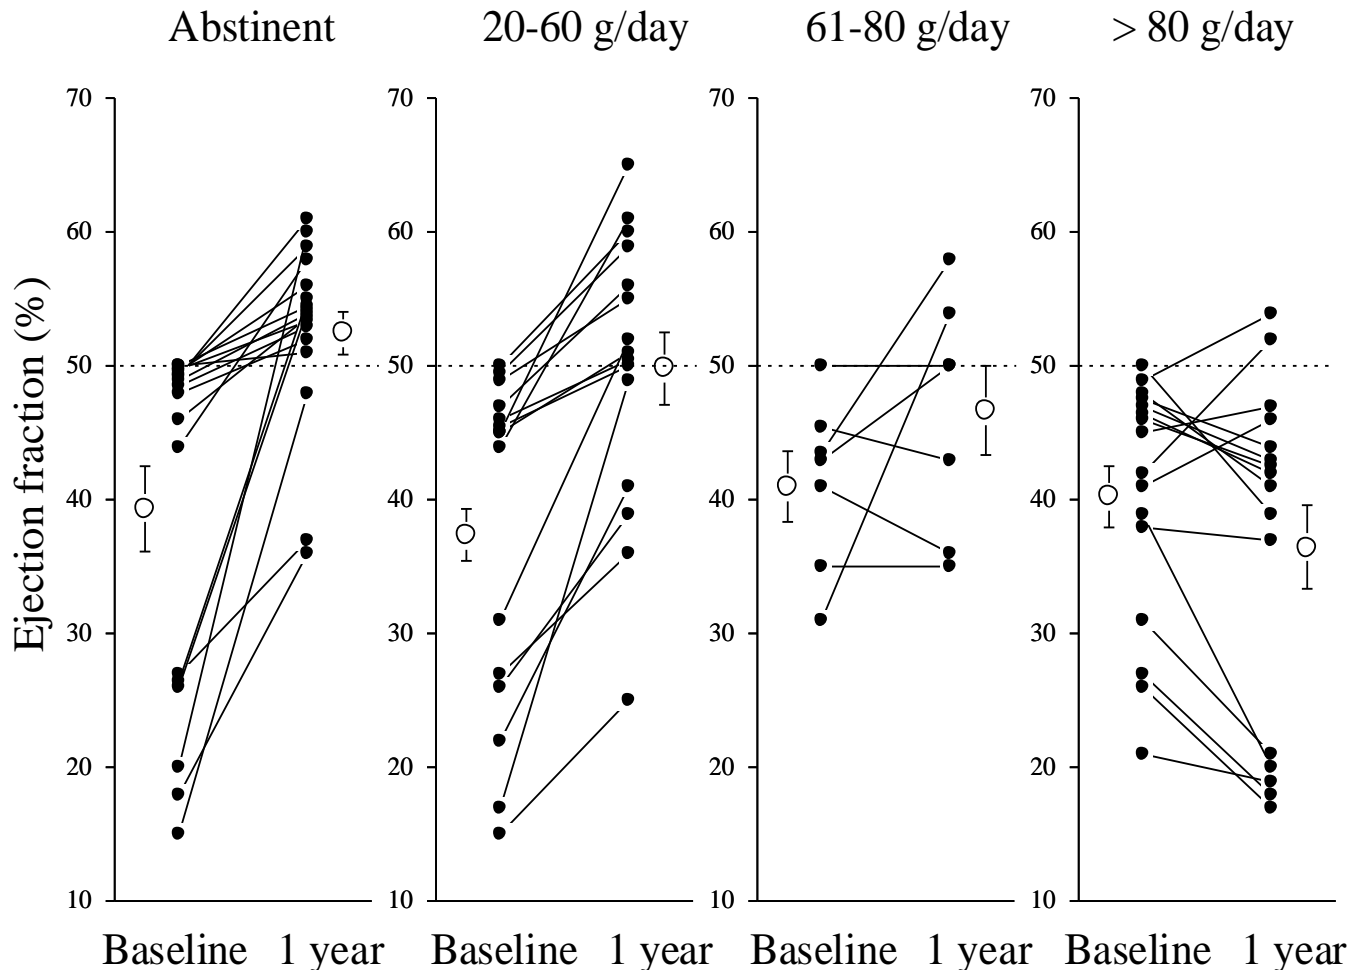 Abstinent 20-60 g/day 61-80 g/day > 80 g/day
Ejection fraction (%)
70 70 70 70
60 60 60 60
50 50 50 50
40 40 40 40
30 30 30 30
20 20 20 20
10 10 10 10
Baseline 1 year Baseline 1 year Baseline 1 year Baseline 1 year